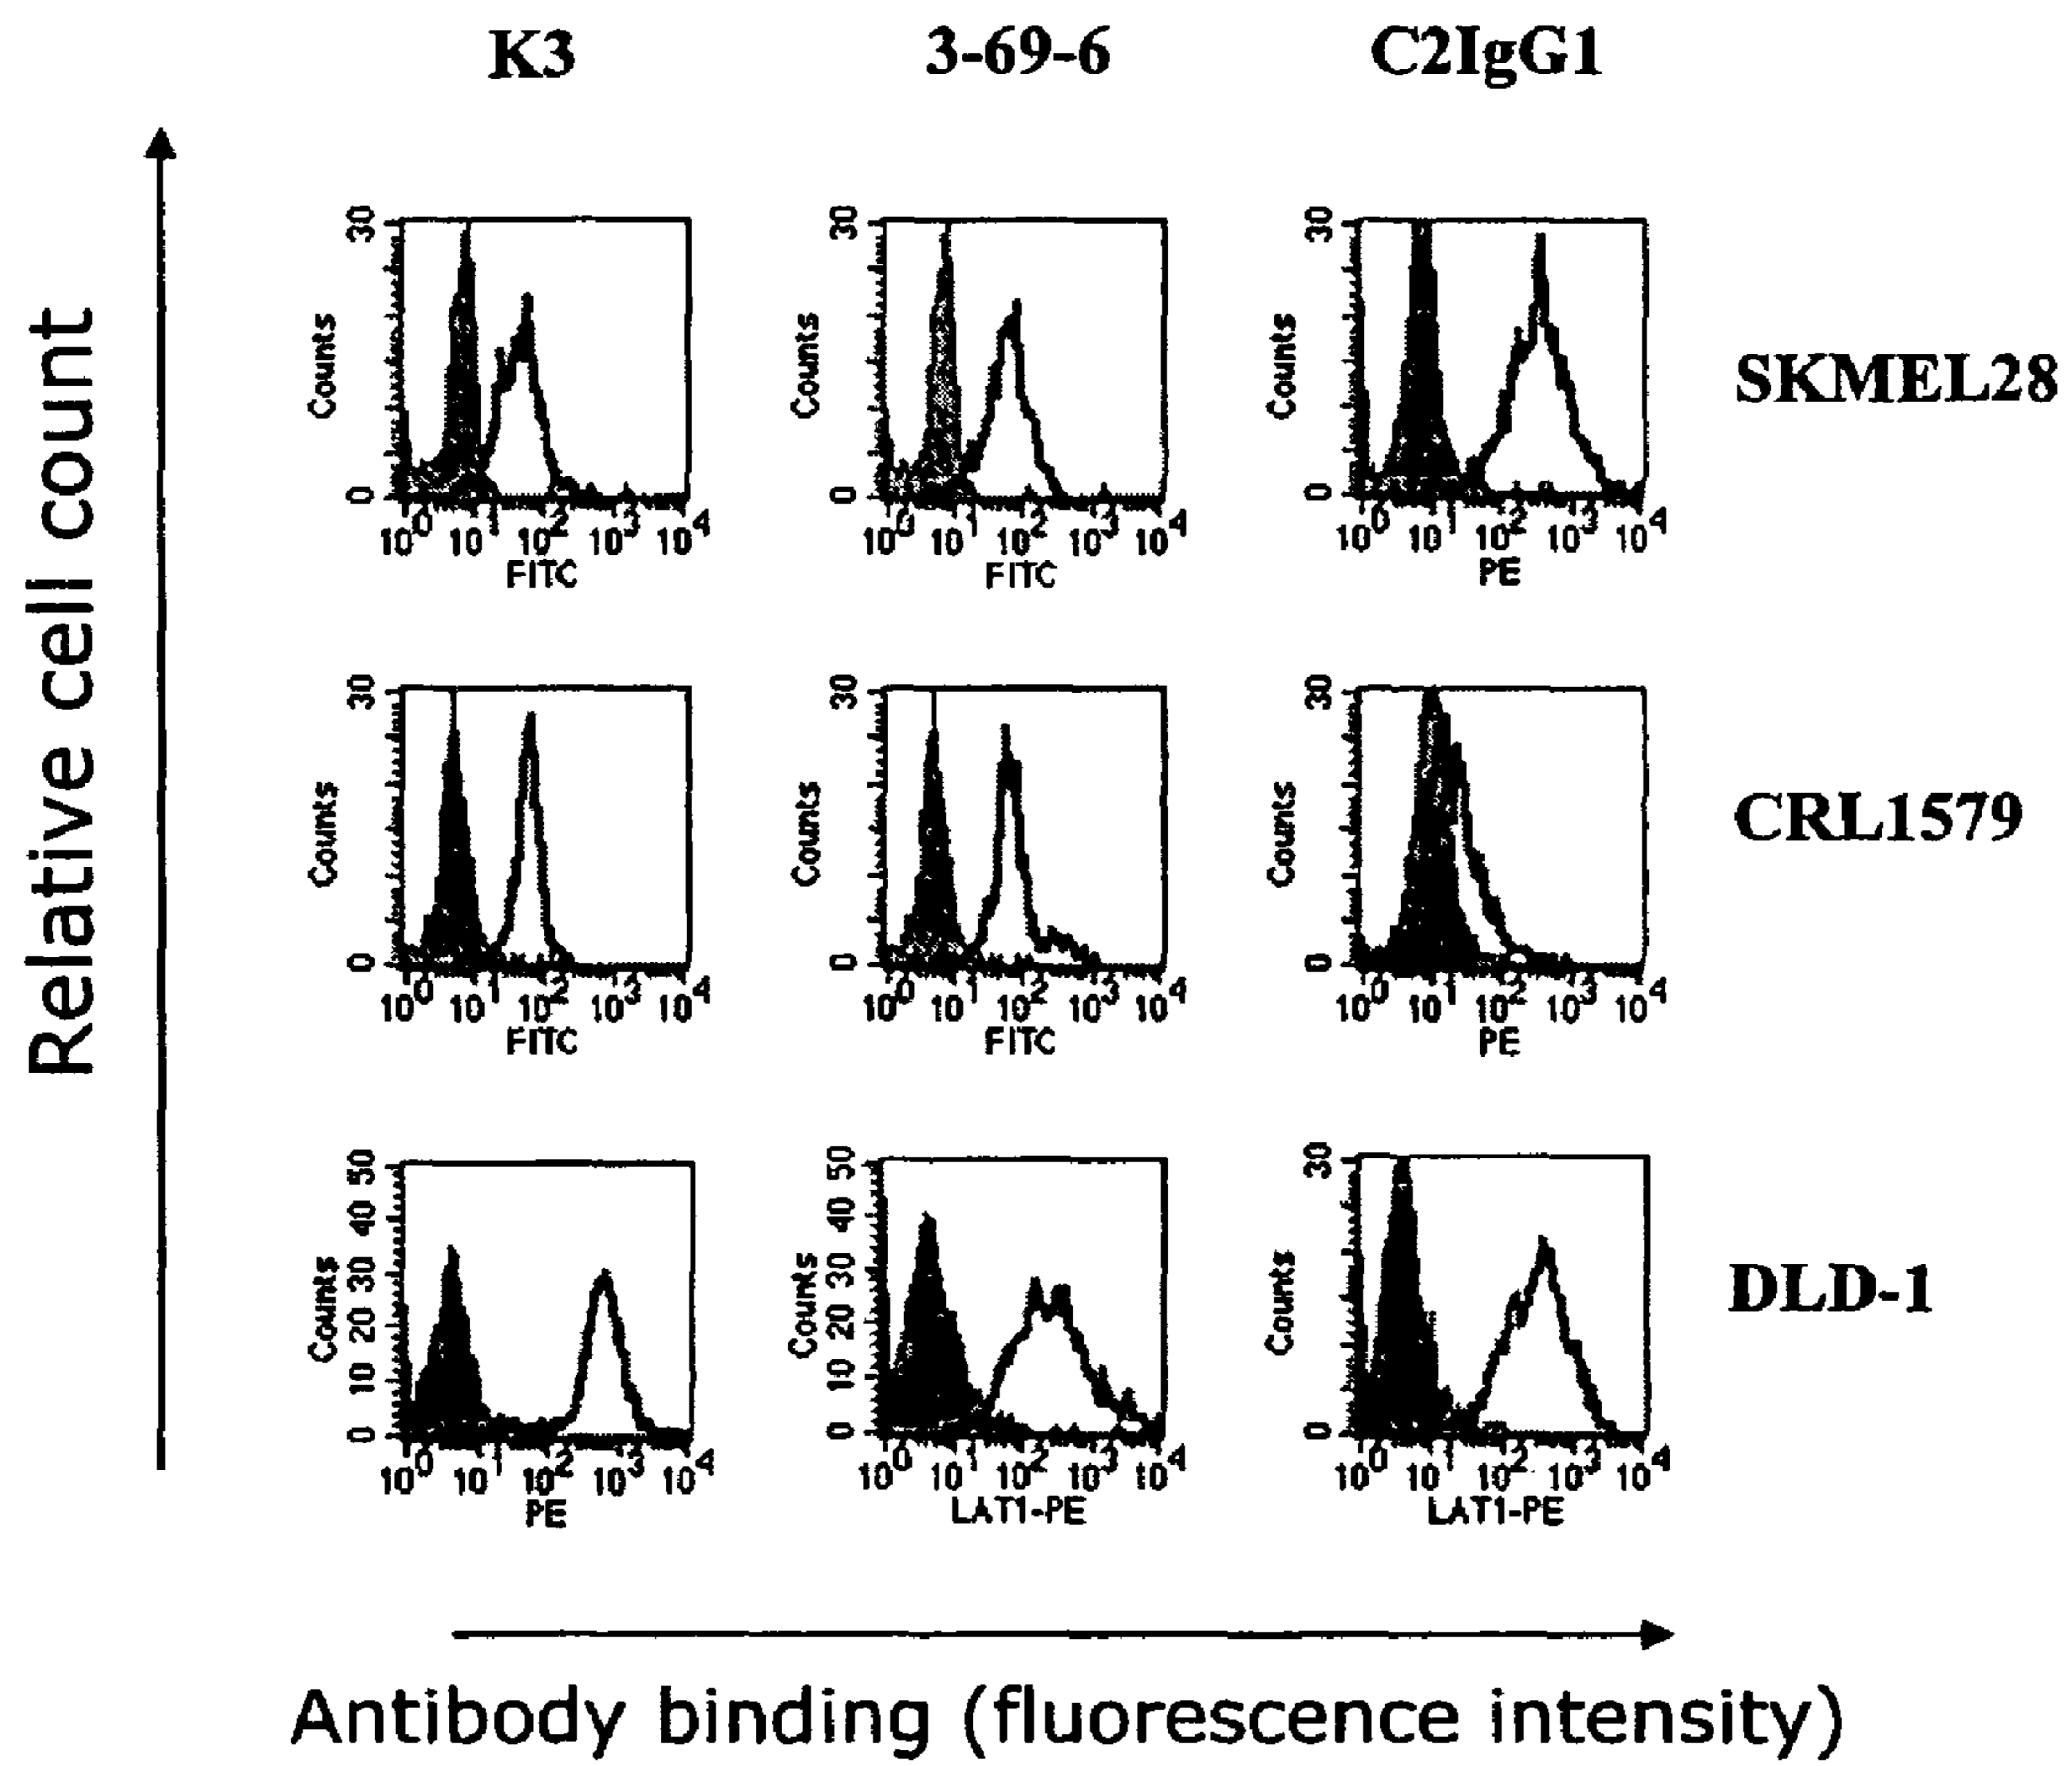 K3 3-69-6 C2IgG1
Relative cell count
30 Counts 0 10^0 10^1 10^2 10^3 10^4 FITC
30 Counts 0 10^0 10^1 10^2 10^3 10^4 FITC
30 Counts 0 10^0 10^1 10^2 10^3 10^4 PE
SKMEL28
30 Counts 0 10^0 10^1 10^2 10^3 10^4 FITC
30 Counts 0 10^0 10^1 10^2 10^3 10^4 FITC
30 Counts 0 10^0 10^1 10^2 10^3 10^4 PE
CRL1579
50 40 30 20 10 0 Counts 10^0 10^1 10^2 10^3 10^4 PE
50 40 30 20 10 0 Counts 10^0 10^1 10^2 10^3 10^4 LAT1-PE
30 Counts 0 10^0 10^1 10^2 10^3 10^4 LAT1-PE
DLD-1
Antibody binding (fluorescence intensity)